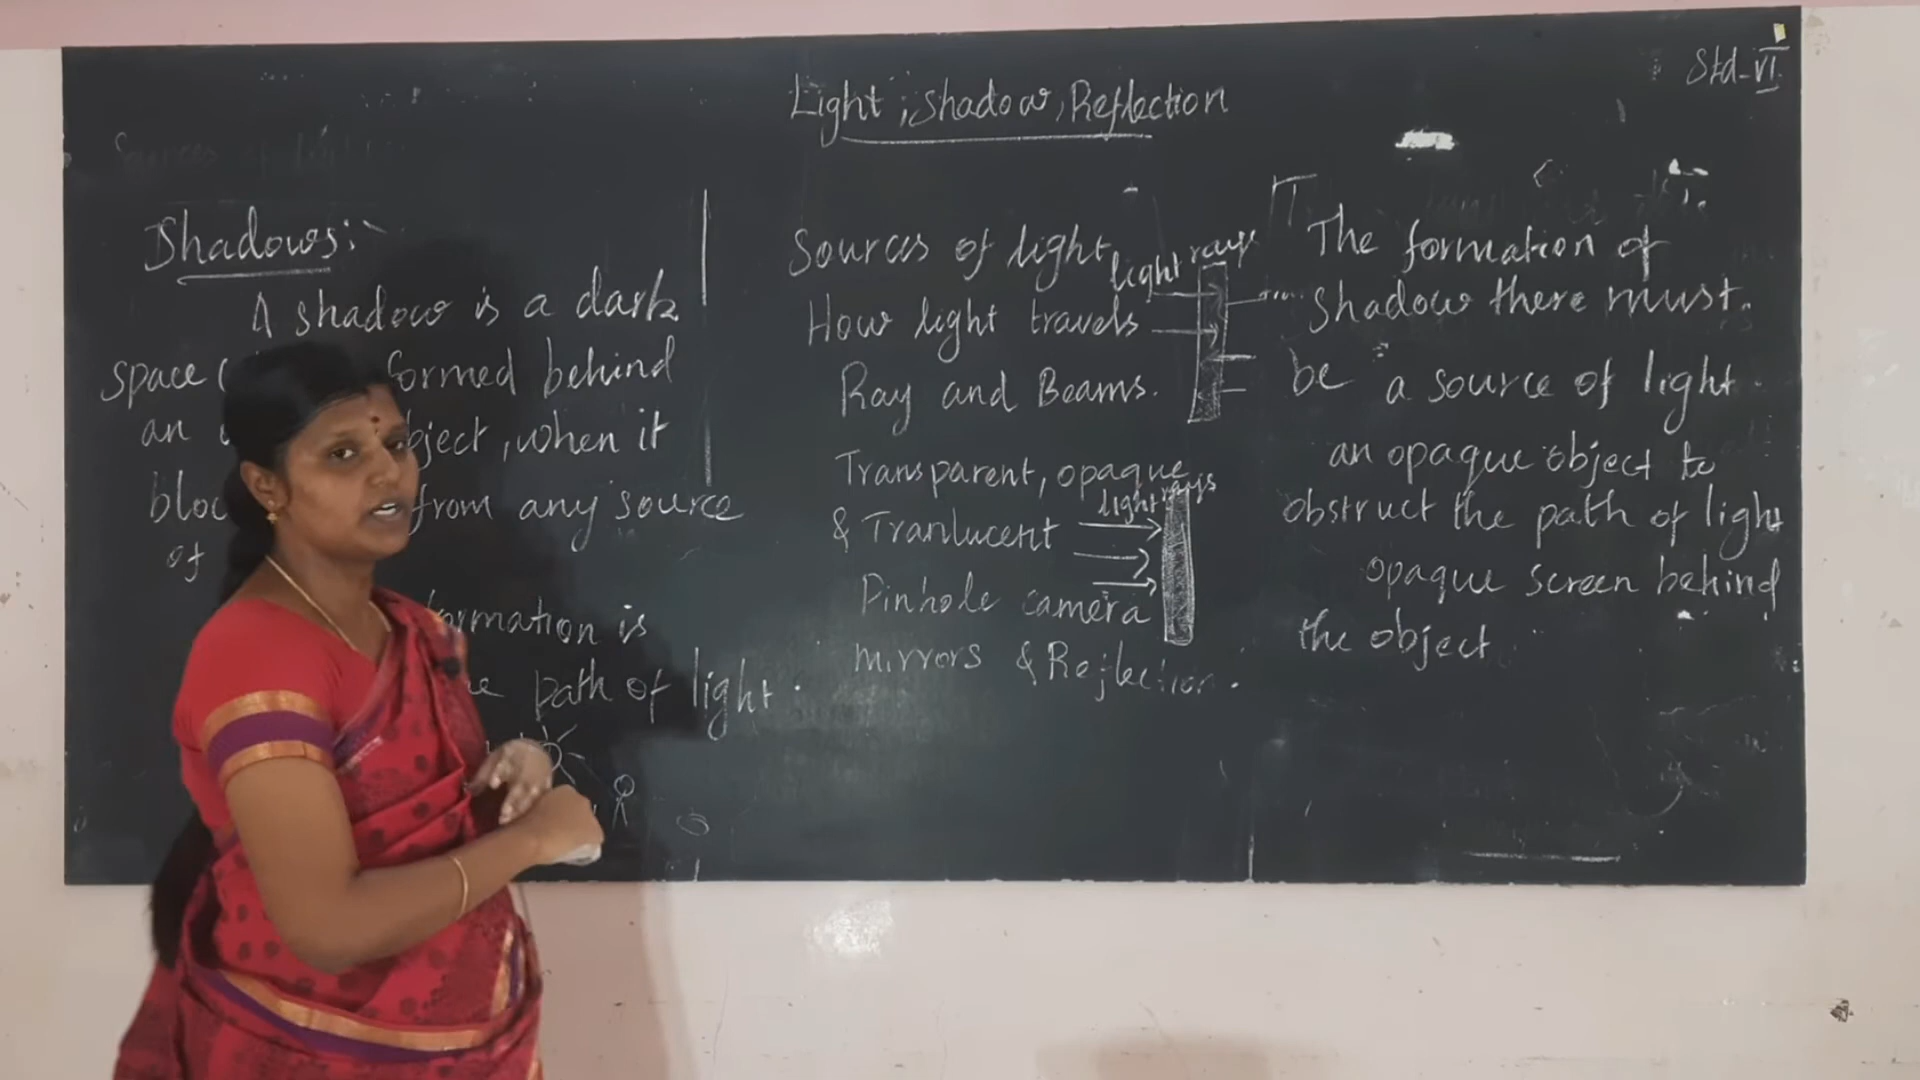 Std-VI
Light, Shadow, Reflection
Shadows:-
A shadow is a dark
space formed behind
an object, when it
from any source
of
formation is
path of light.
Sources of light
How light travels
Ray and Beams.
Transparent, opaque
& Tranlucent
Pinhole camera
mirrors & Reflection.
light rays
light rays
The formation of
Shadow there must
be a source of light
an opaque object to
obstruct the path of light
opaque screen behind
the object